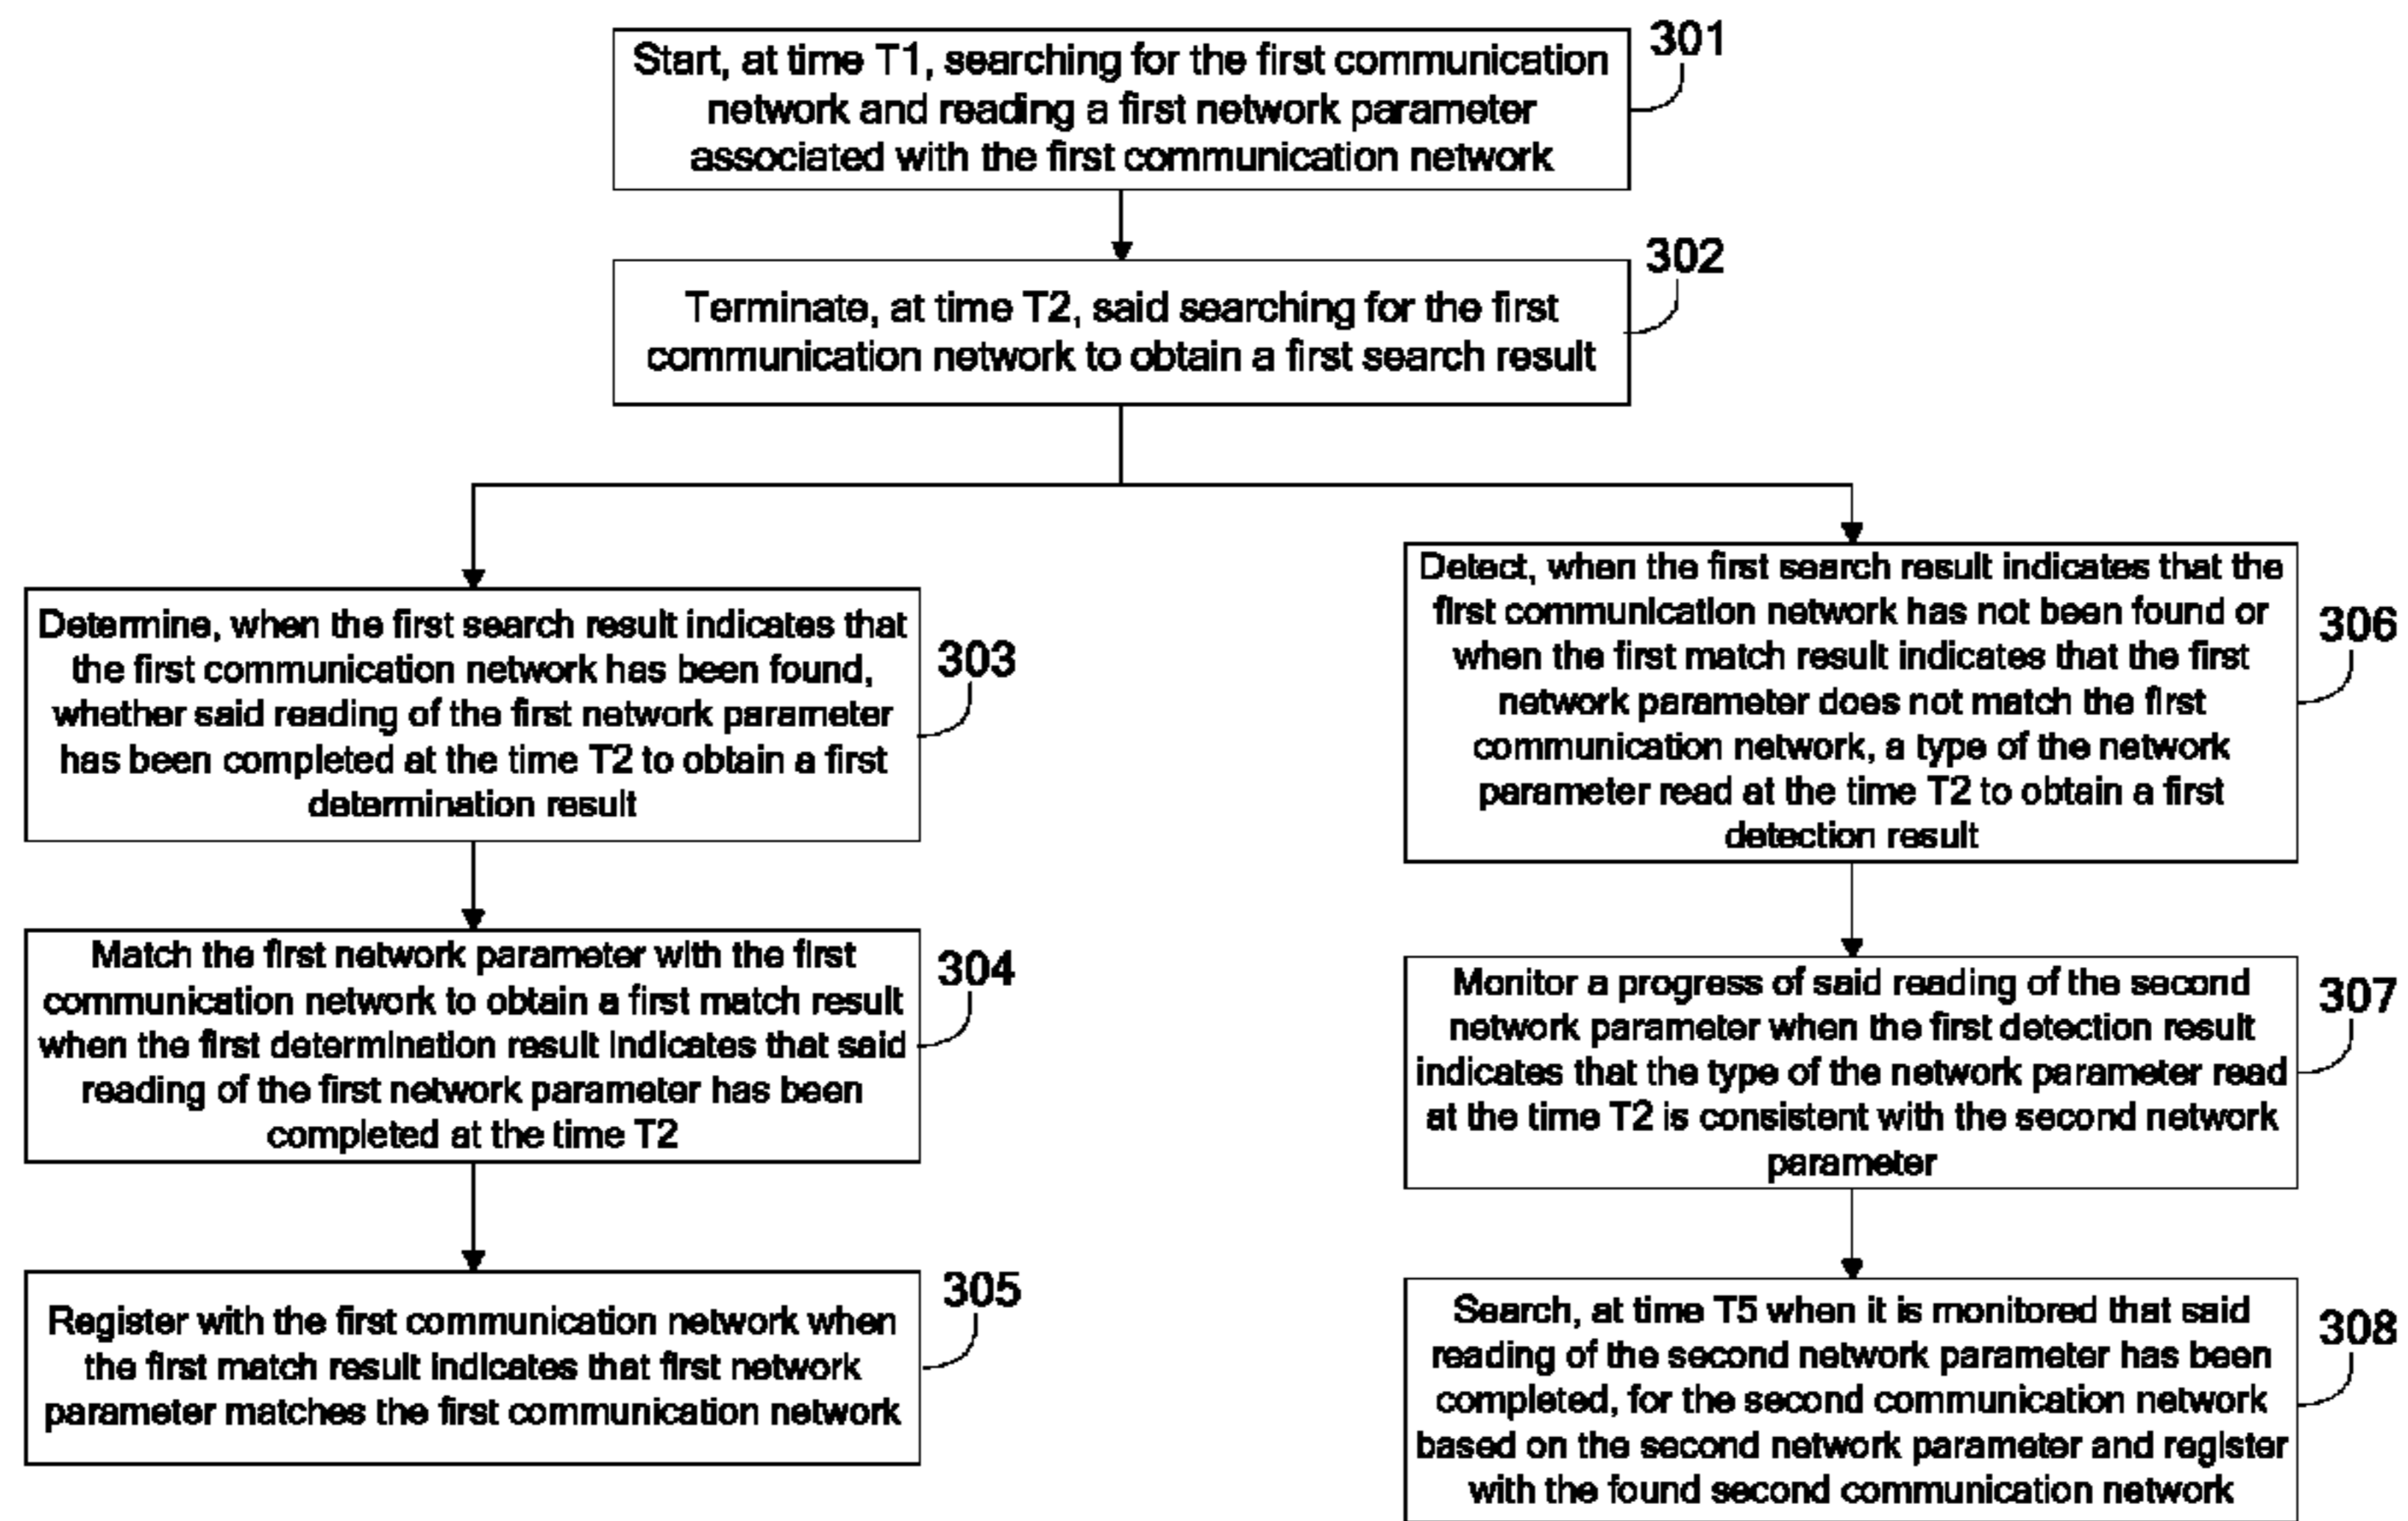 Start, at time T1, searching for the first communication
network and reading a first network parameter
associated with the first communication network
301
Terminate, at time T2, said searching for the first
communication network to obtain a first search result
302
Determine, when the first search result indicates that
the first communication network has been found,
whether said reading of the first network parameter
has been completed at the time T2 to obtain a first
determination result
303
Match the first network parameter with the first
communication network to obtain a first match result
when the first determination result indicates that said
reading of the first network parameter has been
completed at the time T2
304
Register with the first communication network when
the first match result indicates that first network
parameter matches the first communication network
305
Detect, when the first search result indicates that the
first communication network has not been found or
when the first match result indicates that the first
network parameter does not match the first
communication network, a type of the network
parameter read at the time T2 to obtain a first
detection result
306
Monitor a progress of said reading of the second
network parameter when the first detection result
indicates that the type of the network parameter read
at the time T2 is consistent with the second network
parameter
307
Search, at time T5 when it is monitored that said
reading of the second network parameter has been
completed, for the second communication network
based on the second network parameter and register
with the found second communication network
308